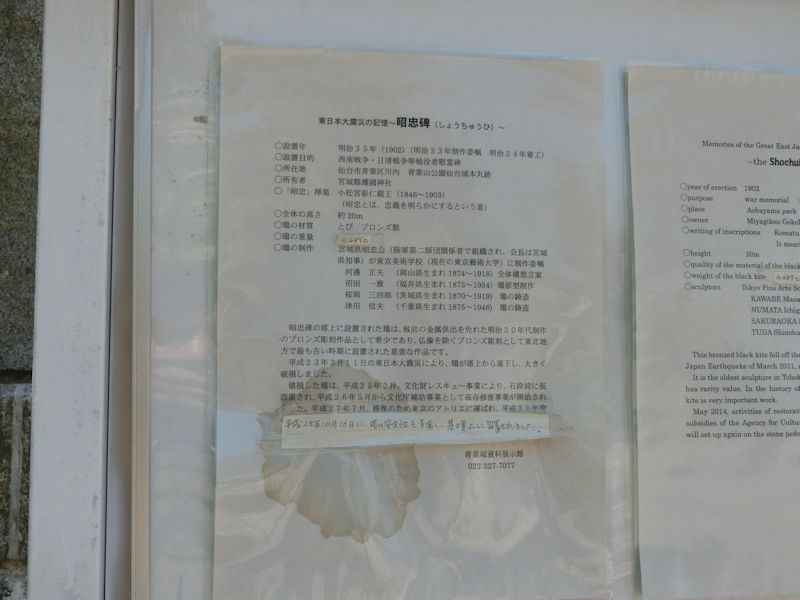 東日本大震災の記憶～昭忠碑（しょうちゅうひ）～
○設置年　明治３５年（1902）（明治３３年制作委嘱　明治３４年着工）
○設置目的　西南戦争・日清戦争等戦役者慰霊碑
○所在地　仙台市青葉区川内　青葉山公園仙台城本丸跡
○所有者　宮城縣護國神社
○「昭忠」揮毫　小松宮彰仁親王（1846～1903）
（昭忠とは、忠義を明らかにするという意）
○全体の高さ　約 20m
○鵄の材質　とび　ブロンズ製
○鵄の重量
○鵄の制作　宮城県昭忠会（陸軍第二師団関係者で組織され、会長は宮城
県知事）が東京美術学校（現在の東京藝術大学）に制作委嘱
河邊　正夫　（岡山県生まれ 1874～1918）全体構想立案
沼田　一雅　（福井県生まれ 1873～1954）鵄原型制作
桜岡　三四郎（茨城県生まれ 1870～1919）　鵄の鋳造
津田　信夫　（千葉県生まれ 1875～1946）　鵄の鋳造
昭忠碑の塔上に設置された鵄は、戦前の金属供出を免れた明治３０年代制作
のブロンズ彫刻作品として希少であり、仏像を除くブロンズ彫刻として東北地
方で最も古い時期に設置された重要な作品です。
平成２３年３月１１日の東日本大震災により、鵄が塔上から落下し、大きく
破損しました。
破損した鵄は、平成２５年２月、文化財レスキュー事業により、石段前に仮
設置され、平成２６年５月から文化庁補助事業として保存修復事業が開始され
した。平成２７年７月、修復のため東京のアトリエに運ばれ、平成２８年度
平成28年10月 に、塔の安全性を考慮し、基壇上に設置されました。
青葉城資料展示館
022-227-7077
Memories of the Great East Ja
~the Shochu
○year of erection 1902
○purpose war memorial
○place Aobayama park
○owner Miyagiken Goku
○writing of inscriptions Komatu
It mean
○height 20m
○quality of the material of the black
○weight of the black kite
○sculptors Tokyo Fine Arts Sc
KAWABE Masa
NUMATA Ichig
SAKURAOKA
TUDA Shinobu
This bronzed black kite fell off the
Japan Earthquake of March 2011, a
It is the oldest sculpture in Tohok
has rarity value. In the history of
kite is very important work.
May 2014, activities of restorati
subsidies of the Agency for Cultur
will set up again on the stone pede